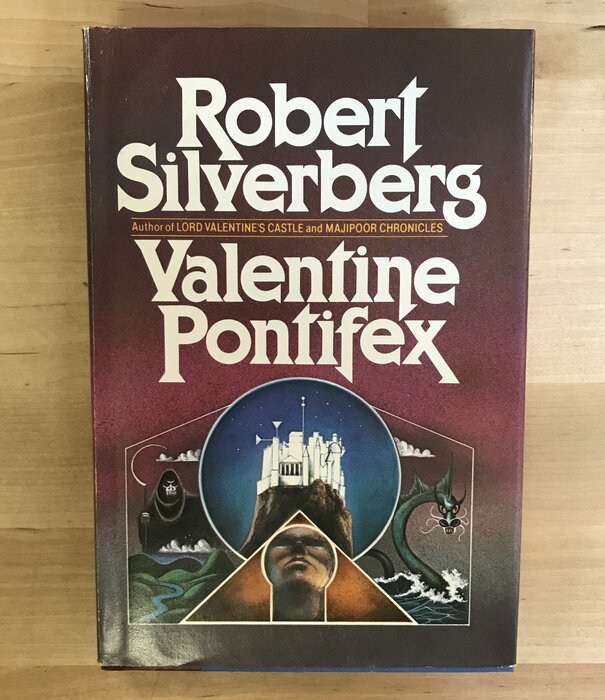 Robert
Silverberg
Author of LORD VALENTINE'S CASTLE and MAJIPOOR CHRONICLES
Valentine
Pontifex